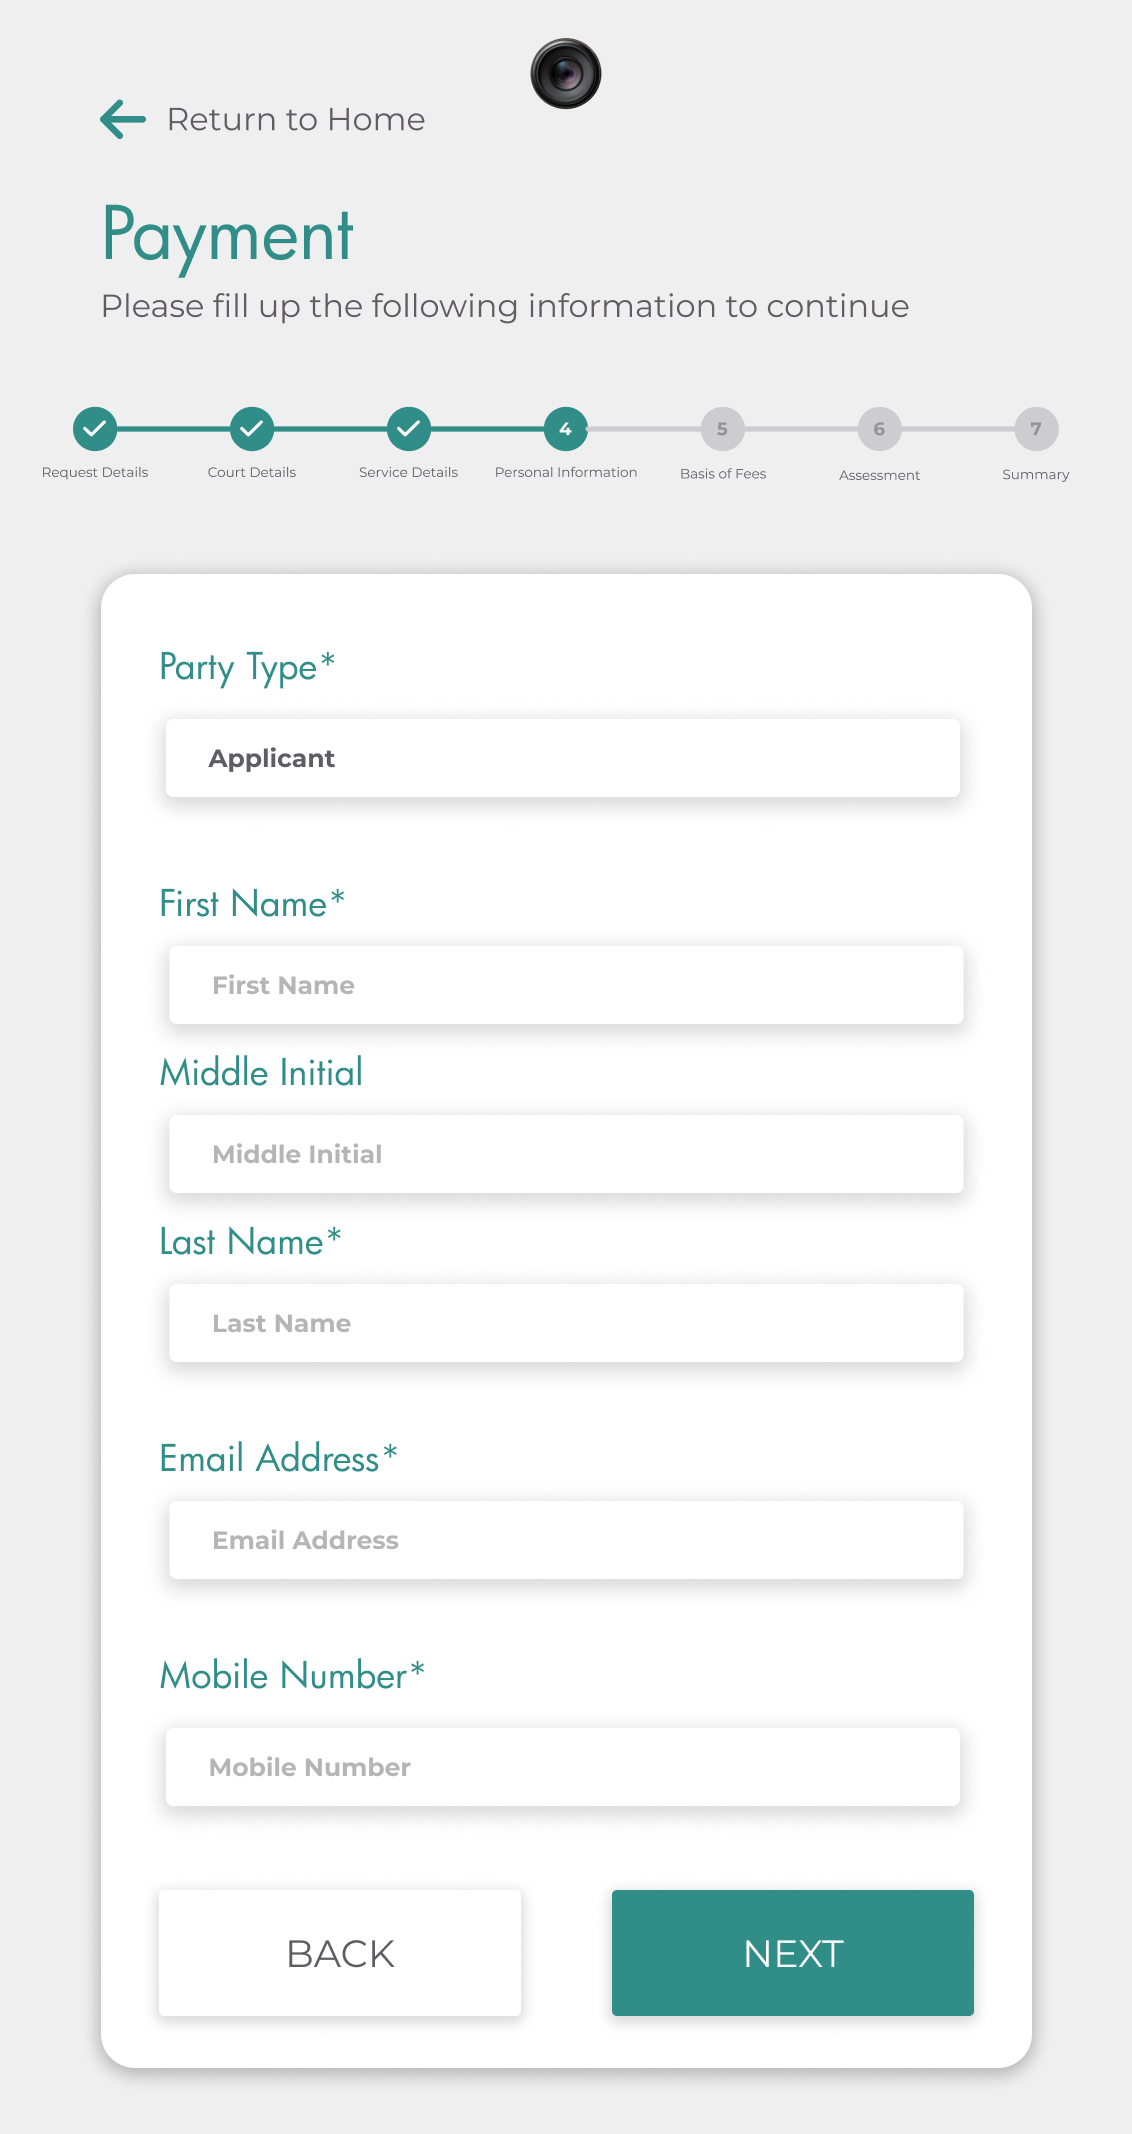 Return to Home
Payment
Please fill up the following information to continue
4 5 6 7
Request Details Court Details Service Details Personal Information Basis of Fees Assessment Summary
Party Type*
Applicant
First Name*
First Name
Middle Initial
Middle Initial
Last Name*
Last Name
Email Address*
Email Address
Mobile Number*
Mobile Number
BACK NEXT